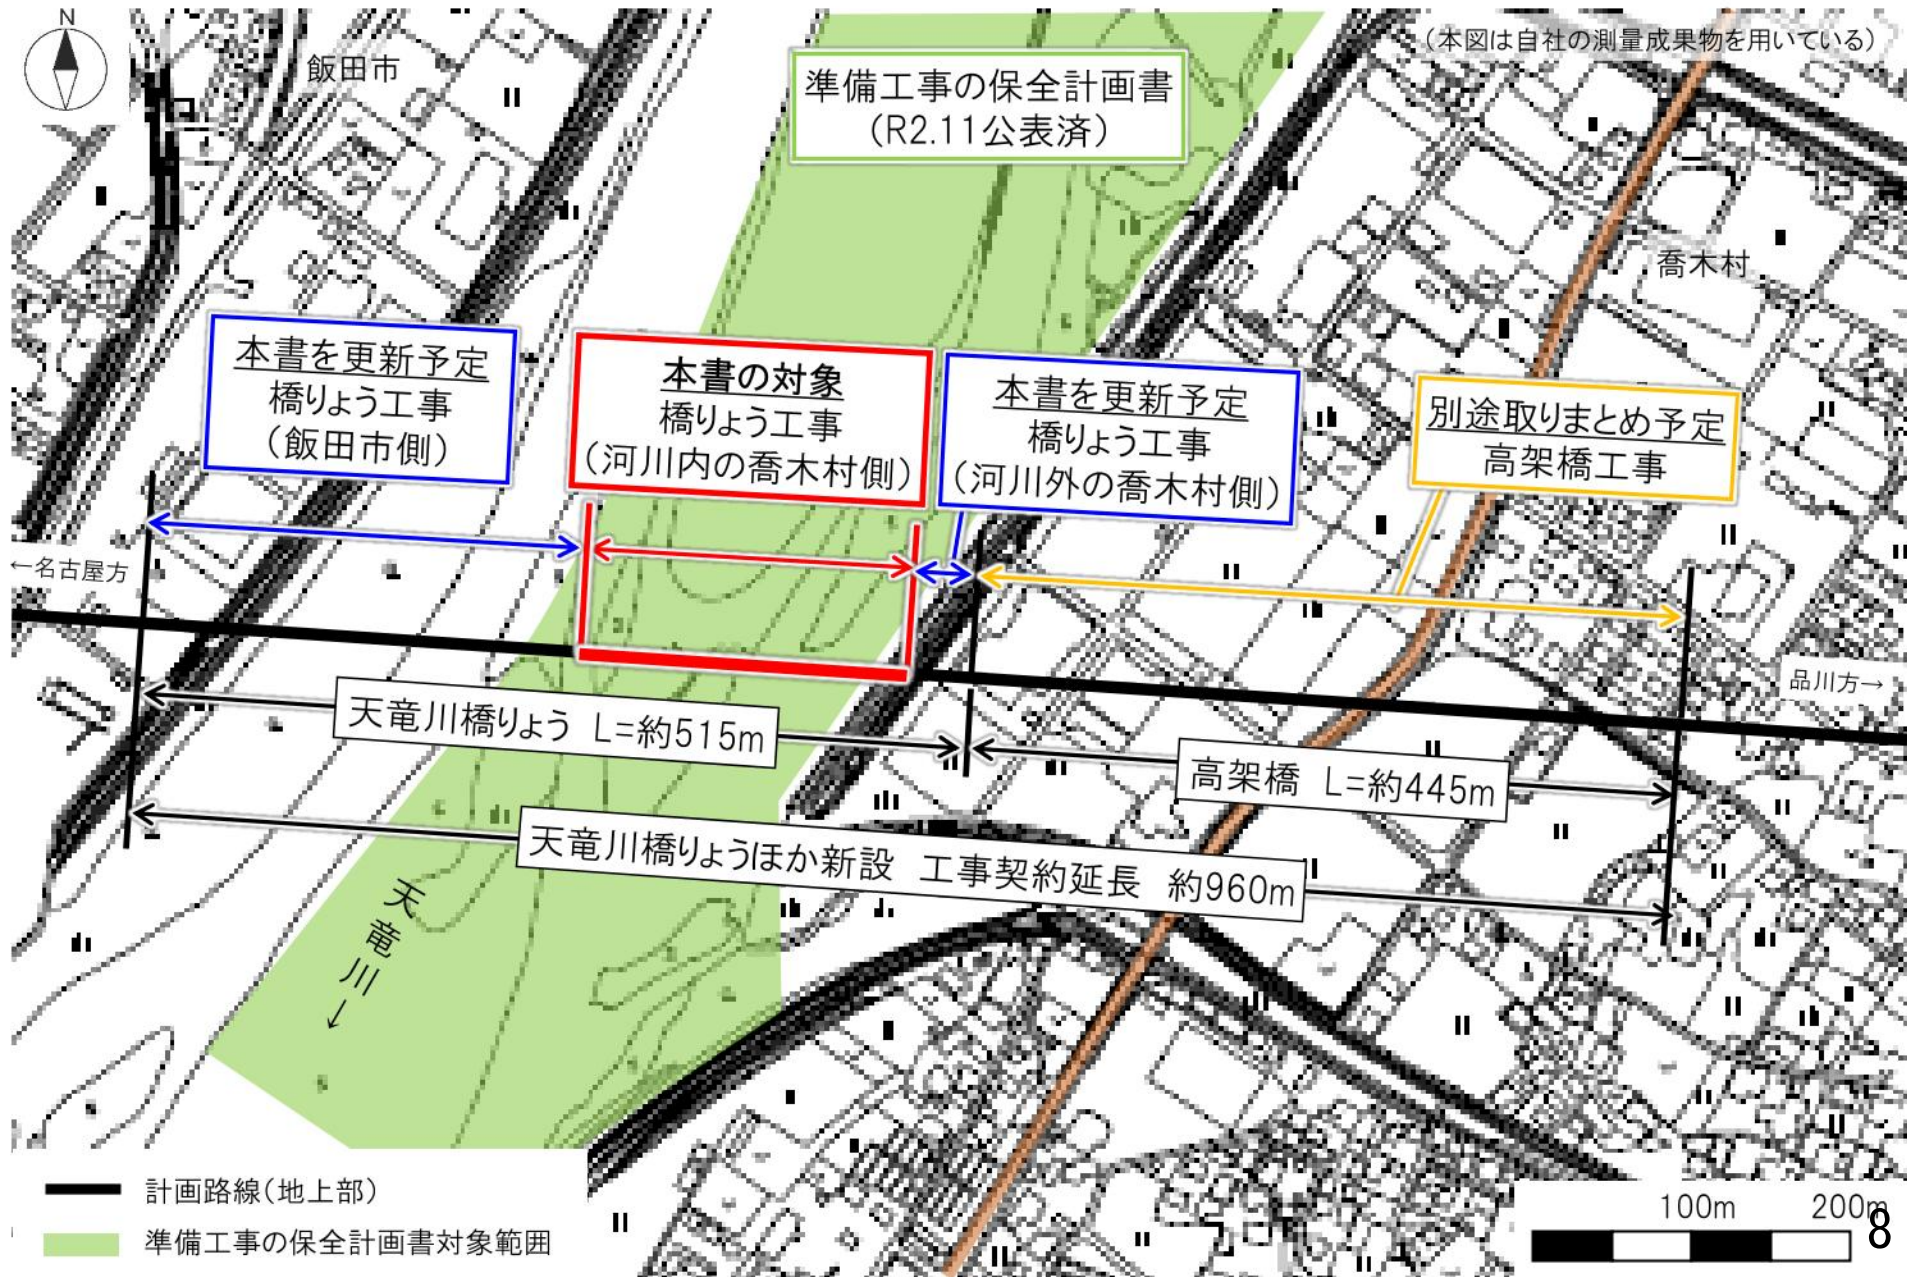 N
飯田市
(本図は自社の測量成果物を用いている)
準備工事の保全計画書
(R2.11公表済)
喬木村
本書を更新予定
橋りょう工事
(飯田市側)
本書の対象
橋りょう工事
(河川内の喬木村側)
本書を更新予定
橋りょう工事
(河川外の喬木村側)
別途取りまとめ予定
高架橋工事
←名古屋方
品川方→
天竜川橋りょう L=約515m
高架橋 L=約445m
天竜川橋りょうほか新設 工事契約延長 約960m
天竜川↓
計画路線(地上部)
準備工事の保全計画書対象範囲
100m 200m
8